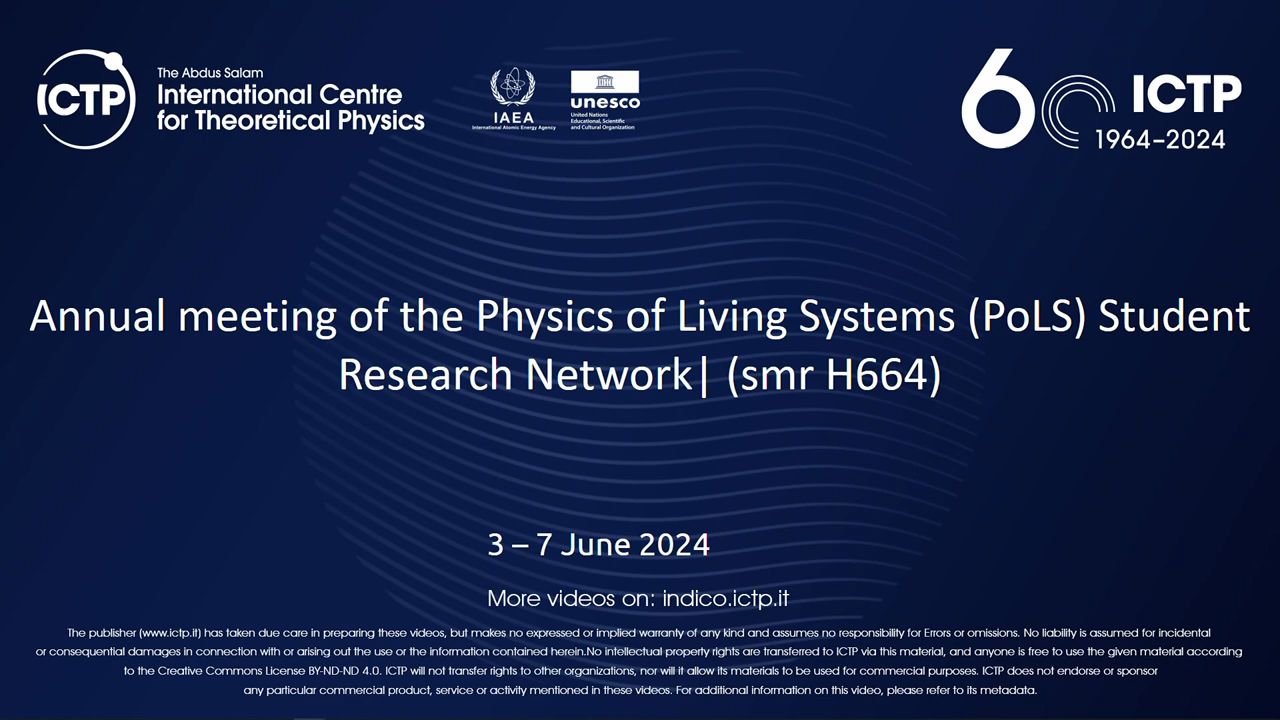 ICTP
The Abdus Salam
International Centre
for Theoretical Physics
IAEA
International Atomic Energy Agency
unesco
United Nations
Educational, Scientific
and Cultural Organization
60 ICTP
1964–2024
Annual meeting of the Physics of Living Systems (PoLS) Student
Research Network| (smr H664)
3 – 7 June 2024
More videos on: indico.ictp.it
The publisher (www.ictp.it) has taken due care in preparing these videos, but makes no expressed or implied warranty of any kind and assumes no responsibility for Errors or omissions. No liability is assumed for incidental
or consequential damages in connection with or arising out the use or the information contained herein.No intellectual property rights are transferred to ICTP via this material, and anyone is free to use the given material according
to the Creative Commons License BY-ND-ND 4.0. ICTP will not transfer rights to other organizations, nor will it allow its materials to be used for commercial purposes. ICTP does not endorse or sponsor
any particular commercial product, service or activity mentioned in these videos. For additional information on this video, please refer to its metadata.